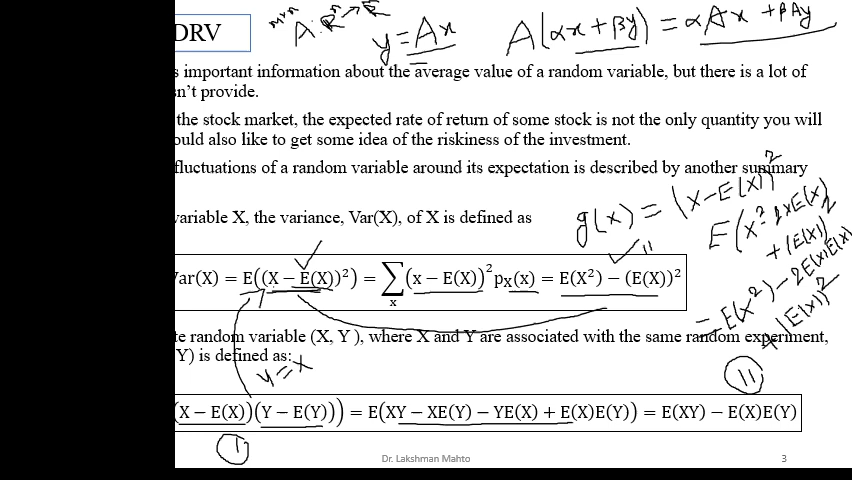 DRV
m×n
A: Rⁿ → R
y = Ax
A(αx + βy) = αAx + βAy
s important information about the average value of a random variable, but there is a lot of
n't provide.
the stock market, the expected rate of return of some stock is not the only quantity you will
ould also like to get some idea of the riskiness of the investment.
fluctuations of a random variable around its expectation is described by another summary
variable X, the variance, Var(X), of X is defined as
g(x) = (x − E(x))²
E(x² − 2xE(x)
+ (E(x))²
Var(X) = E((X − E(X))²) = ∑ₓ (x − E(X))² pX(x) = E(X²) − (E(X))²
= E(x²) − 2E(x)E(x)
+ (E(x))²
te random variable (X, Y ), where X and Y are associated with the same random experiment,
Y) is defined as:
y = x
11
(X − E(X))(Y − E(Y))) = E(XY − XE(Y) − YE(X) + E(X)E(Y)) = E(XY) − E(X)E(Y)
1
Dr. Lakshman Mahto
3